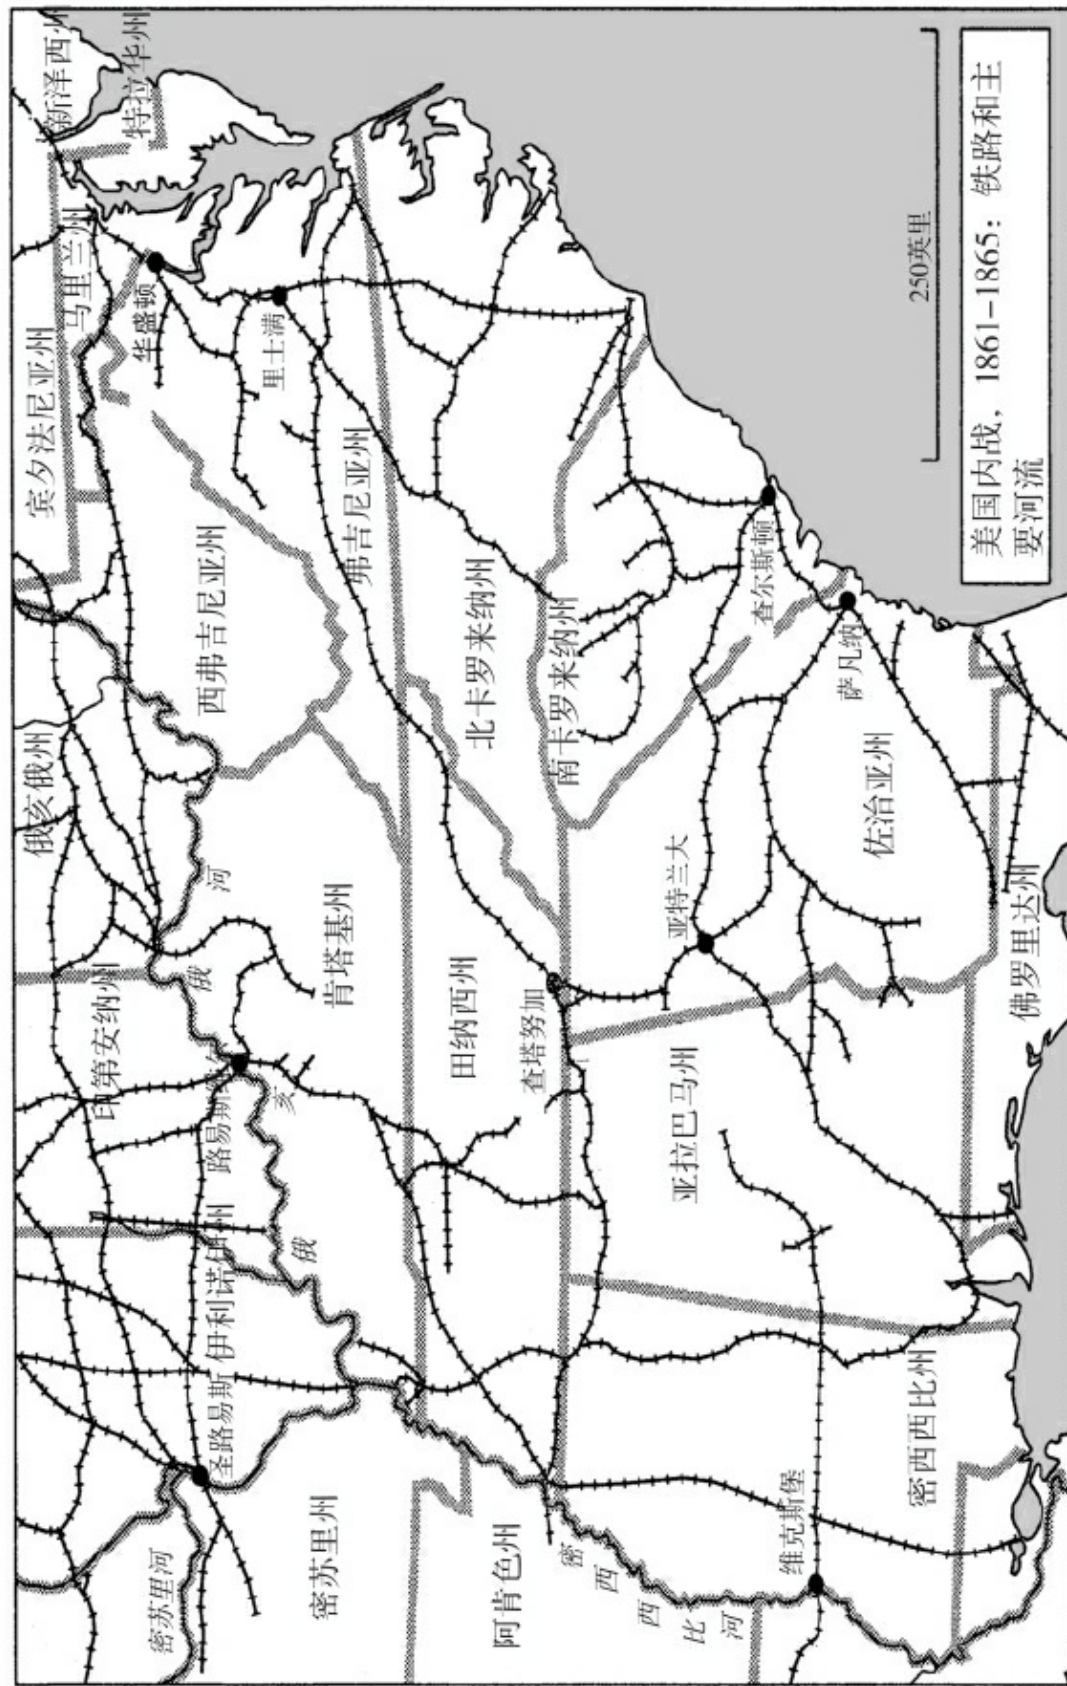 密苏里河
圣路易斯
伊利诺伊州
路易斯
印第安纳州
俄亥俄州
宾夕法尼亚州
马里兰州
新泽西州
特拉华州
华盛顿
俄亥俄河
密苏里州
肯塔基州
西弗吉尼亚州
里士满
弗吉尼亚州
阿肯色州
田纳西州
北卡罗来纳州
密西西比河
查塔努加
南卡罗来纳州
亚拉巴马州
亚特兰大
查尔斯顿
维克斯堡
佐治亚州
萨凡纳
密西西比州
佛罗里达州
250英里
美国内战，1861–1865：铁路和主
要河流